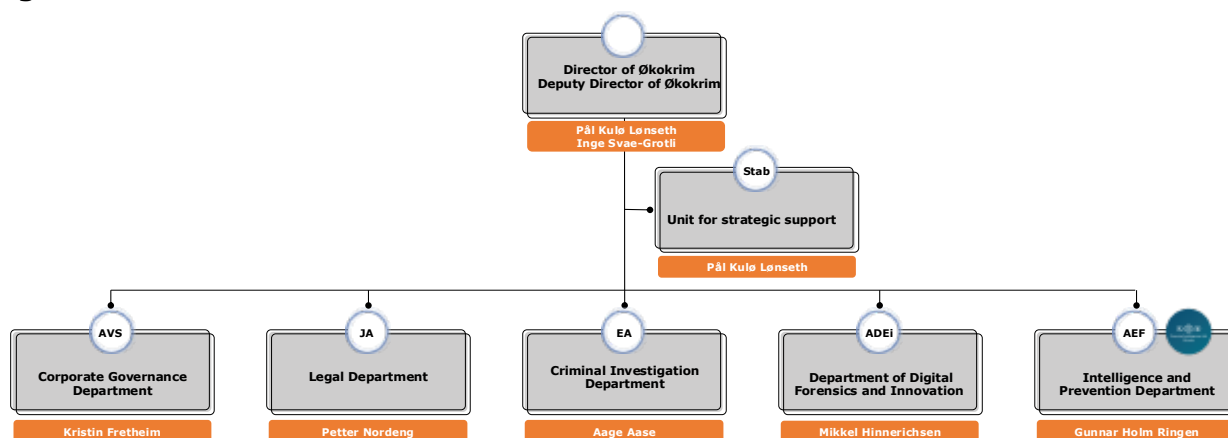 Director of Økokrim
Deputy Director of Økokrim
Pål Kulø Lønseth
Inge Svae-Grotli
Stab
Unit for strategic support
Pål Kulø Lønseth
AVS
JA
EA
ADEi
AEF
Corporate Governance
Department
Legal Department
Criminal Investigation
Department
Department of Digital
Forensics and Innovation
Intelligence and
Prevention Department
Kristin Fretheim
Petter Nordeng
Aage Aase
Mikkel Hinnerichsen
Gunnar Holm Ringen